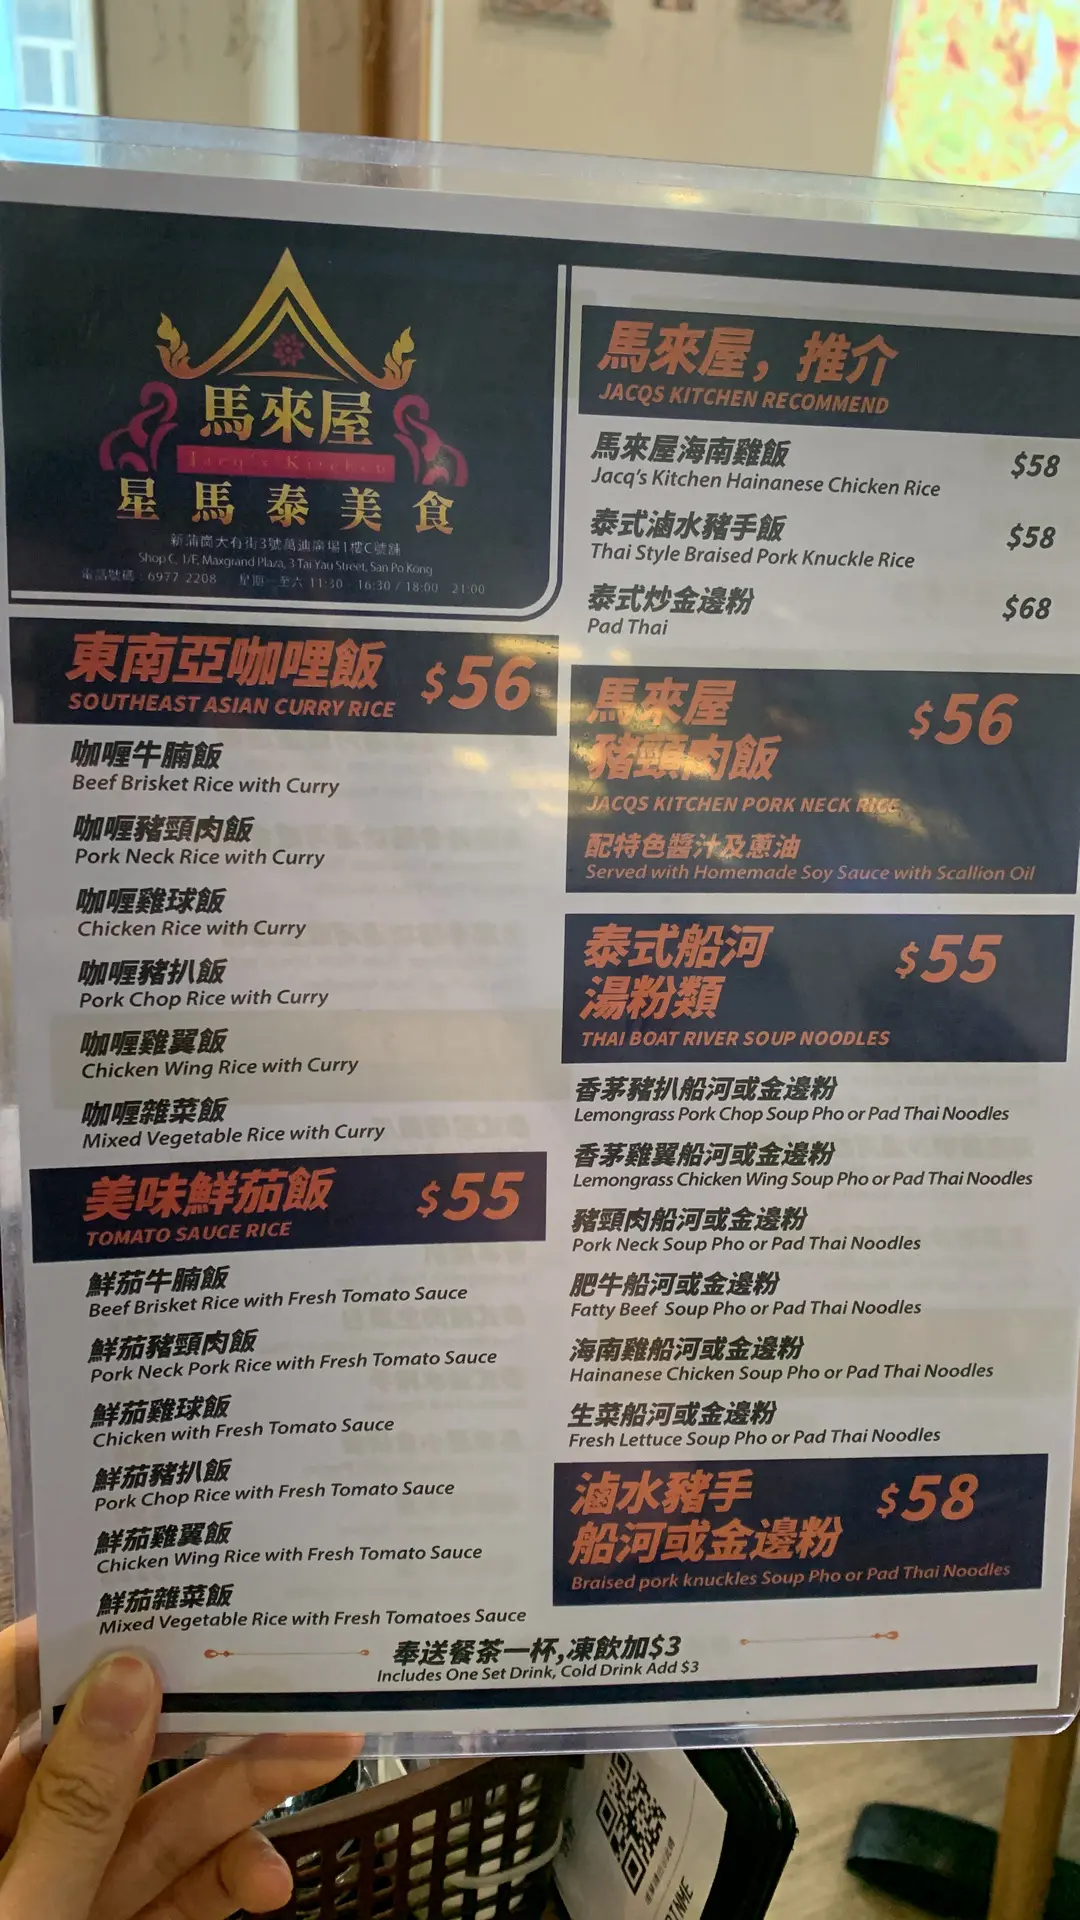 馬來屋
Jacq's Kitchen
星馬泰美食
新蒲崗大有街3號萬迪廣場1樓C號舖
Shop C, 1/F, Maxgrand Plaza, 3 Tai Yau Street, San Po Kong
電話號碼：6977 2208 星期一至六 11:30 - 16:30 / 18:00 - 21:00
東南亞咖哩飯 $56
SOUTHEAST ASIAN CURRY RICE
咖喱牛腩飯
Beef Brisket Rice with Curry
咖喱豬頸肉飯
Pork Neck Rice with Curry
咖喱雞球飯
Chicken Rice with Curry
咖喱豬扒飯
Pork Chop Rice with Curry
咖喱雞翼飯
Chicken Wing Rice with Curry
咖喱雜菜飯
Mixed Vegetable Rice with Curry
美味鮮茄飯 $55
TOMATO SAUCE RICE
鮮茄牛腩飯
Beef Brisket Rice with Fresh Tomato Sauce
鮮茄豬頸肉飯
Pork Neck Pork Rice with Fresh Tomato Sauce
鮮茄雞球飯
Chicken with Fresh Tomato Sauce
鮮茄豬扒飯
Pork Chop Rice with Fresh Tomato Sauce
鮮茄雞翼飯
Chicken Wing Rice with Fresh Tomato Sauce
鮮茄雜菜飯
Mixed Vegetable Rice with Fresh Tomatoes Sauce
馬來屋，推介
JACQS KITCHEN RECOMMEND
馬來屋海南雞飯 $58
Jacq's Kitchen Hainanese Chicken Rice
泰式滷水豬手飯 $58
Thai Style Braised Pork Knuckle Rice
泰式炒金邊粉 $68
Pad Thai
馬來屋 $56
豬頸肉飯
JACQS KITCHEN PORK NECK RICE
配特色醬汁及蔥油
Served with Homemade Soy Sauce with Scallion Oil
泰式船河 $55
湯粉類
THAI BOAT RIVER SOUP NOODLES
香茅豬扒船河或金邊粉
Lemongrass Pork Chop Soup Pho or Pad Thai Noodles
香茅雞翼船河或金邊粉
Lemongrass Chicken Wing Soup Pho or Pad Thai Noodles
豬頸肉船河或金邊粉
Pork Neck Soup Pho or Pad Thai Noodles
肥牛船河或金邊粉
Fatty Beef Soup Pho or Pad Thai Noodles
海南雞船河或金邊粉
Hainanese Chicken Soup Pho or Pad Thai Noodles
生菜船河或金邊粉
Fresh Lettuce Soup Pho or Pad Thai Noodles
滷水豬手 $58
船河或金邊粉
Braised pork knuckles Soup Pho or Pad Thai Noodles
奉送餐茶一杯,凍飲加$3
Includes One Set Drink, Cold Drink Add $3